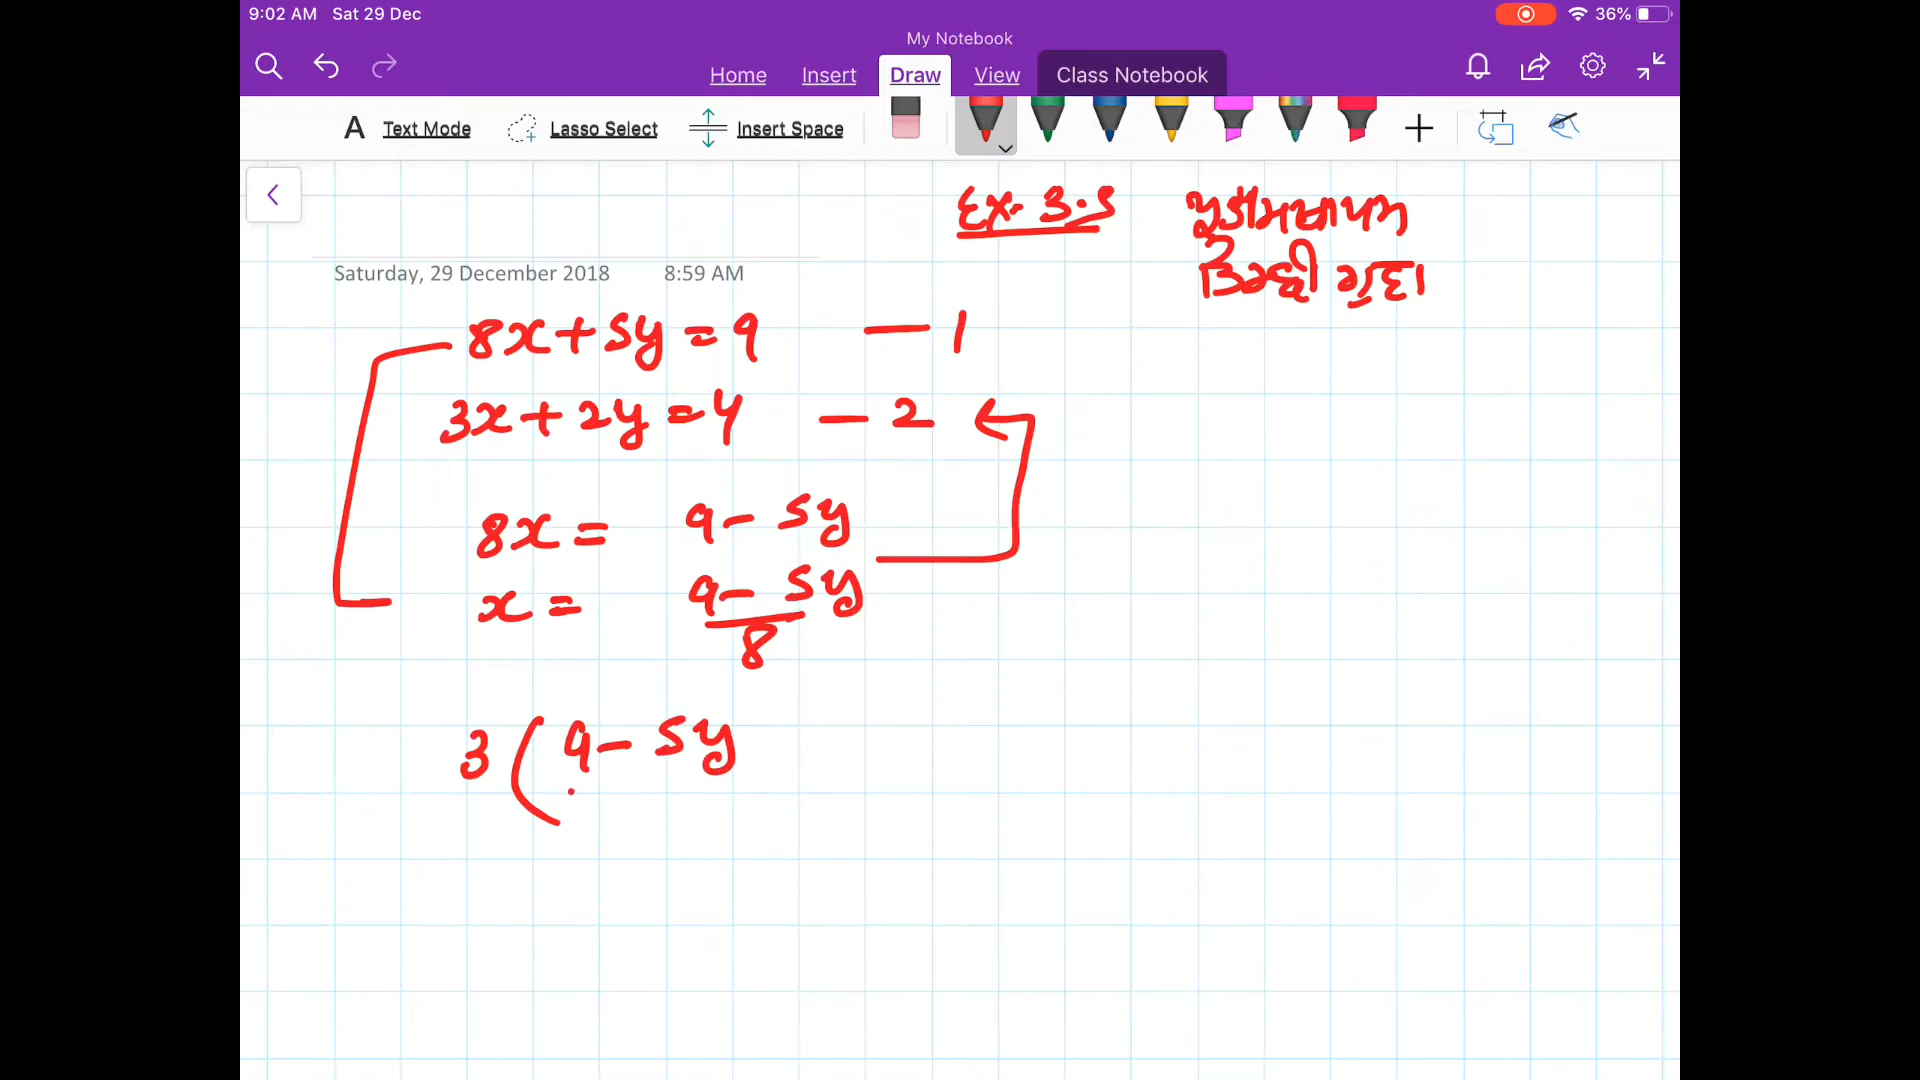 9:02 AM Sat 29 Dec
36%
My Notebook
Home Insert Draw View Class Notebook
A Text Mode Lasso Select Insert Space
Ex. 3.5
Saturday, 29 December 2018 8:59 AM
8x + 5y = 9 — 1
3x + 2y = 4 — 2
8x = 9 - 5y
x = 9 - 5y
8
3 ( 9 - 5y